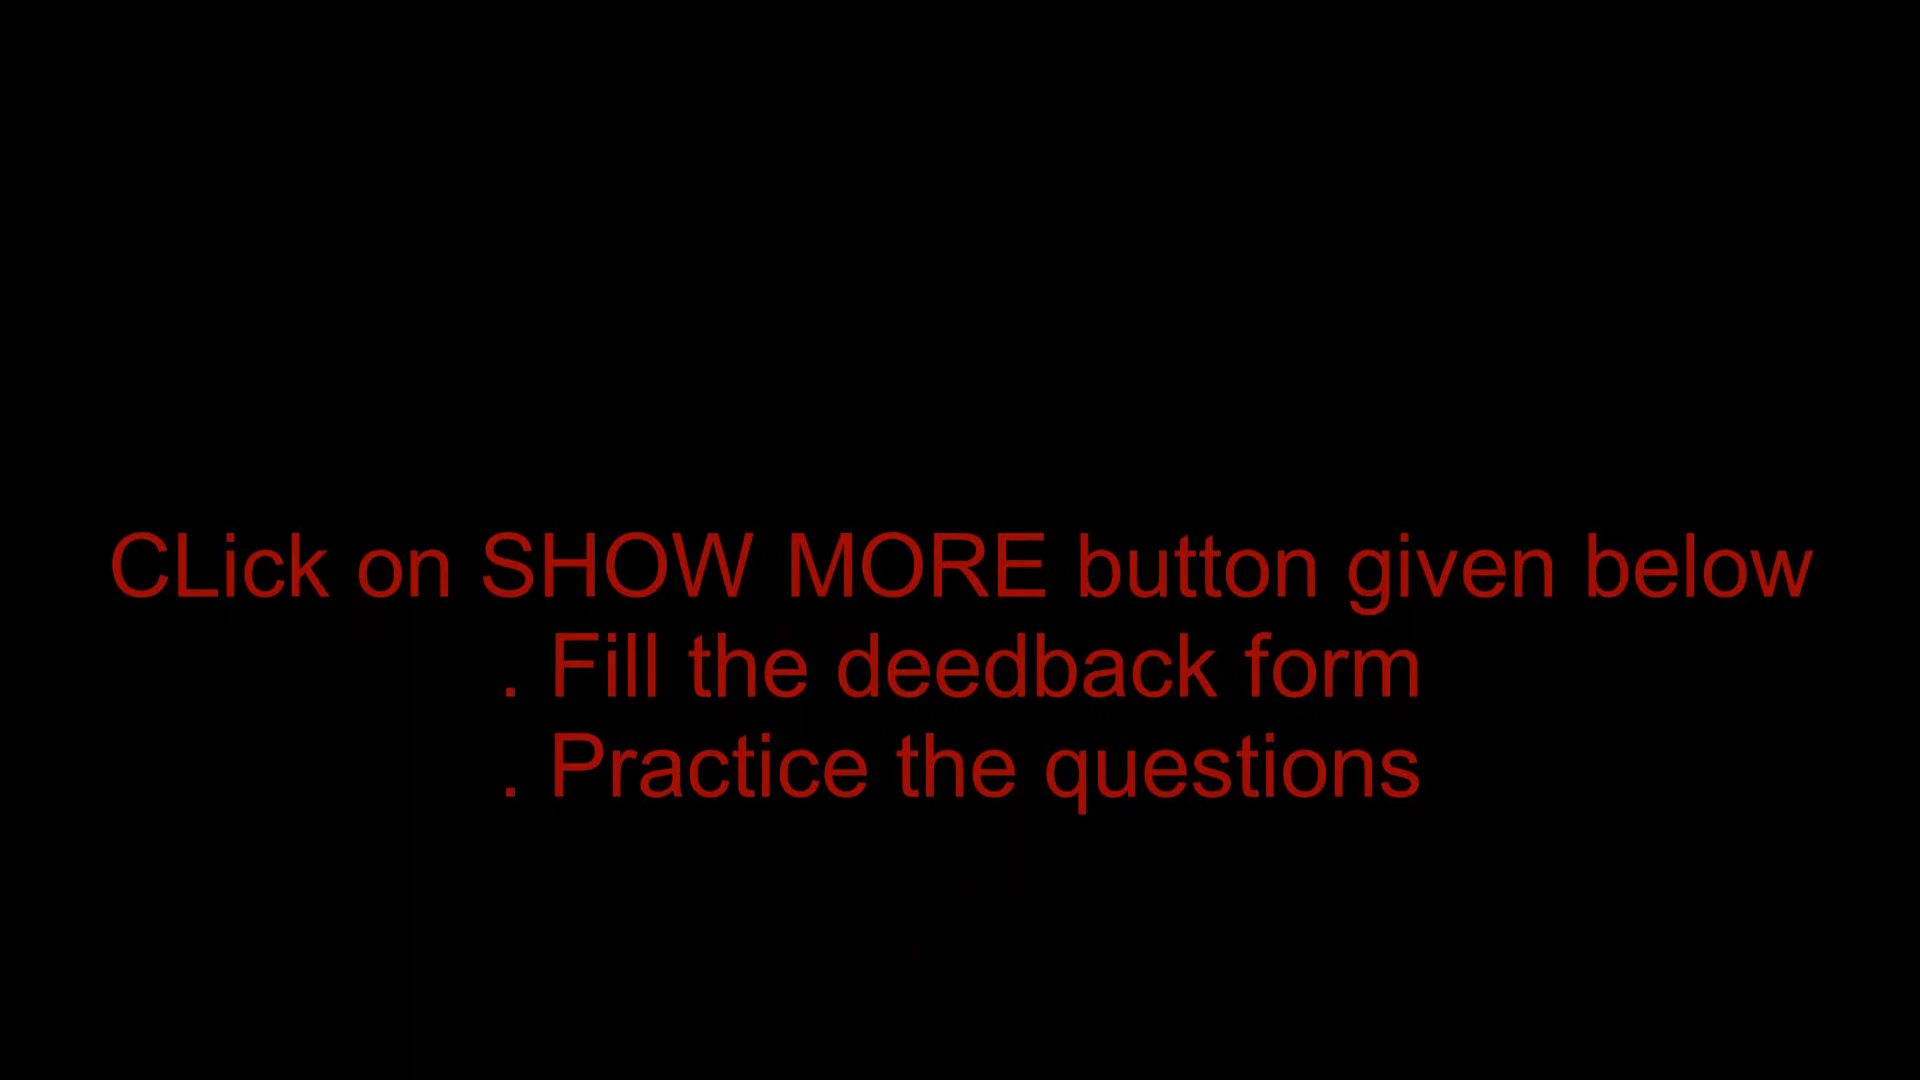 CLick on SHOW MORE button given below
. Fill the deedback form
. Practice the questions